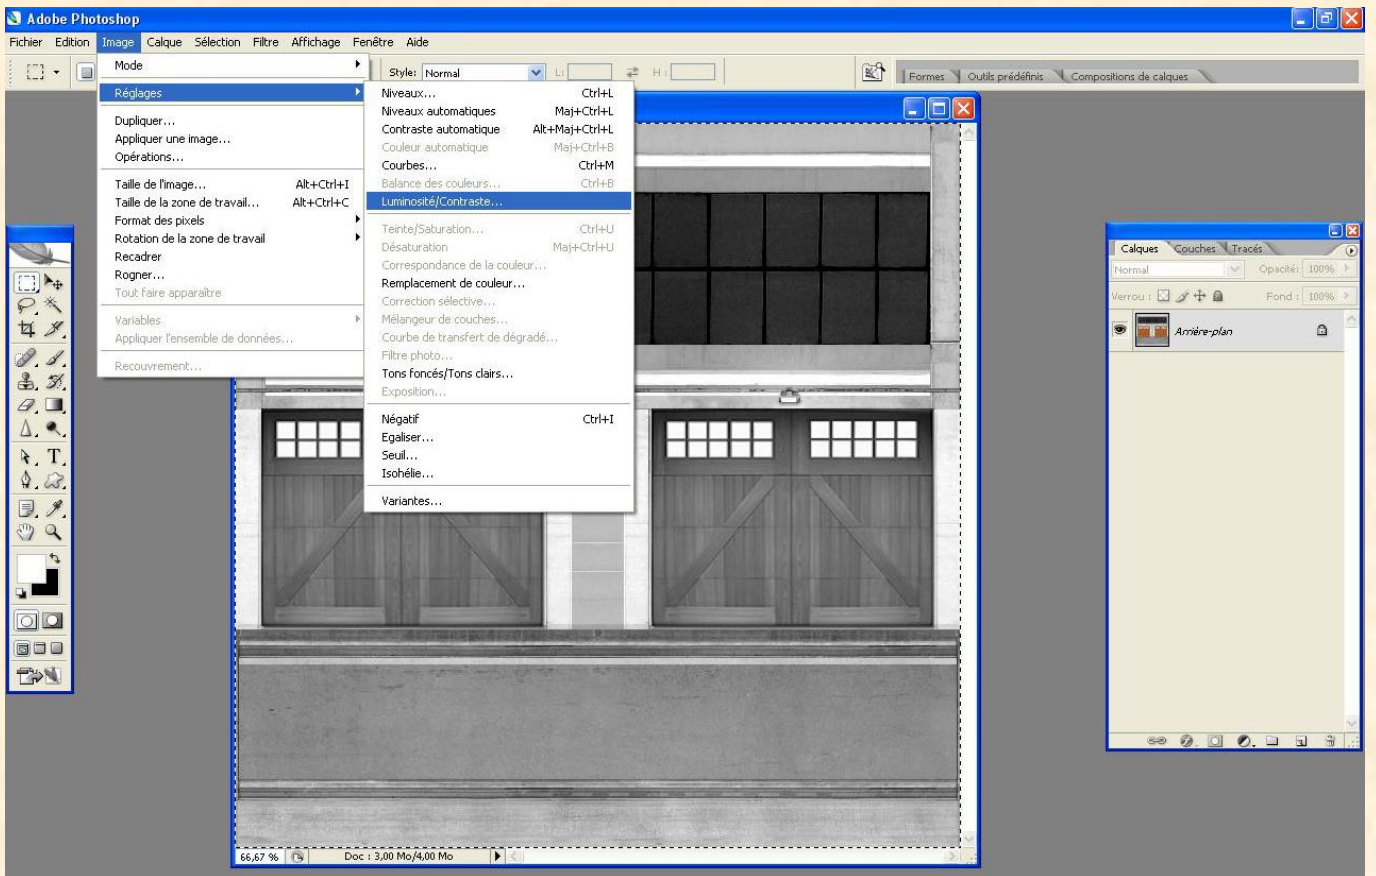 Adobe Photoshop
Fichier Edition Image Calque Sélection Filtre Affichage Fenêtre Aide
Style: Normal L: H:
Formes Outils prédéfinis Compositions de calques
Mode
Réglages
Dupliquer...
Appliquer une image...
Opérations...
Taille de l'image... Alt+Ctrl+I
Taille de la zone de travail... Alt+Ctrl+C
Format des pixels
Rotation de la zone de travail
Recadrer
Rogner...
Tout faire apparaître
Variables
Appliquer l'ensemble de données...
Recouvrement...
Niveaux... Ctrl+L
Niveaux automatiques Maj+Ctrl+L
Contraste automatique Alt+Maj+Ctrl+L
Couleur automatique Maj+Ctrl+B
Courbes... Ctrl+M
Balance des couleurs... Ctrl+B
Luminosité/Contraste...
Teinte/Saturation... Ctrl+U
Désaturation Maj+Ctrl+U
Correspondance de la couleur...
Remplacement de couleur...
Correction sélective...
Mélangeur de couches...
Courbe de transfert de dégradé...
Filtre photo...
Tons foncés/Tons clairs...
Exposition...
Négatif Ctrl+I
Egaliser...
Seuil...
Isohélie...
Variantes...
Calques Couches Tracés
Normal Opacité: 100%
Verrou : Fond : 100%
Arrière-plan
66,67 % Doc : 3,00 Mo/4,00 Mo